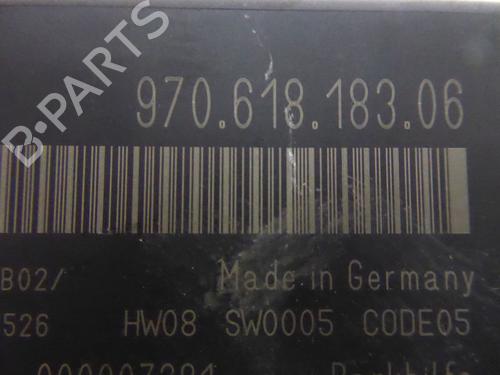 970.618.183.06
B02/ Made in Germany
526 HW08 SW0005 CODE05
B-PARTS